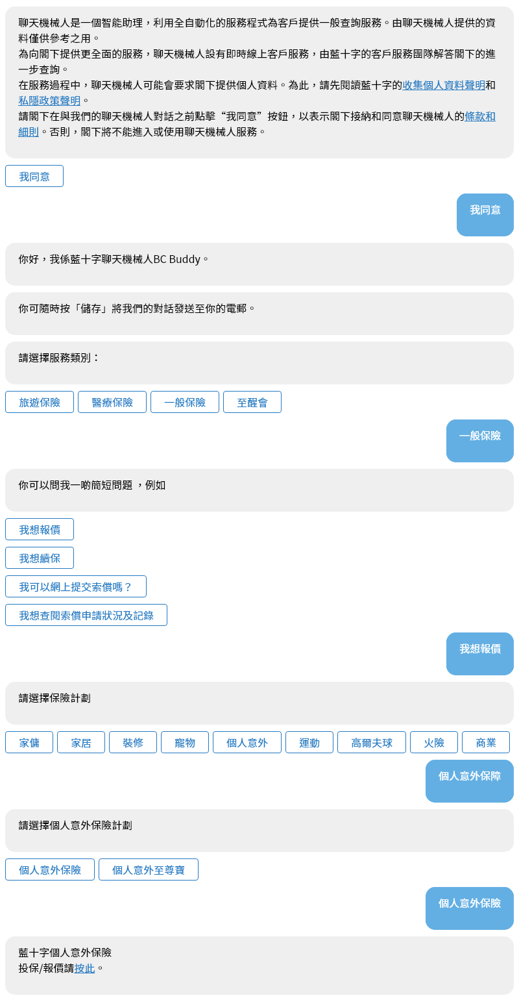 聊天機械人是一個智能助理，利用全自動化的服務程式為客戶提供一般查詢服務。由聊天機械人提供的資
料僅供參考之用。
為向閣下提供更全面的服務，聊天機械人設有即時線上客戶服務，由藍十字的客戶服務團隊解答閣下的進
一步查詢。
在服務過程中，聊天機械人可能會要求閣下提供個人資料。為此，請先閱讀藍十字的收集個人資料聲明和
私隱政策聲明。
請閣下在與我們的聊天機械人對話之前點擊“我同意”按鈕，以表示閣下接納和同意聊天機械人的條款和
細則。否則，閣下將不能進入或使用聊天機械人服務。
我同意
我同意
你好，我係藍十字聊天機械人BC Buddy。
你可隨時按「儲存」將我們的對話發送至你的電郵。
請選擇服務類別：
旅遊保險 醫療保險 一般保險 至醒會
一般保險
你可以問我一啲簡短問題 ，例如
我想報價
我想續保
我可以網上提交索償嗎？
我想查閱索償申請狀況及記錄
我想報價
請選擇保險計劃
家傭 家居 裝修 寵物 個人意外 運動 高爾夫球 火險 商業
個人意外保障
請選擇個人意外保險計劃
個人意外保險 個人意外至尊寶
個人意外保險
藍十字個人意外保險
投保/報價請按此。